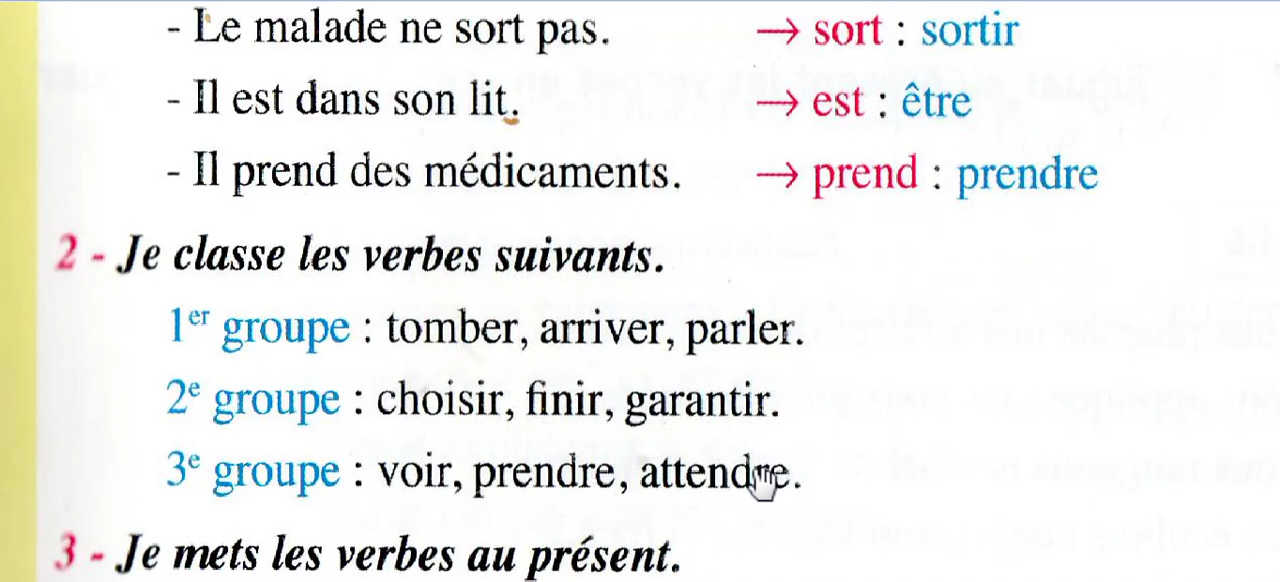 - Le malade ne sort pas. → sort : sortir
- Il est dans son lit. → est : être
- Il prend des médicaments. → prend : prendre
2 - Je classe les verbes suivants.
1er groupe : tomber, arriver, parler.
2e groupe : choisir, finir, garantir.
3e groupe : voir, prendre, attendre.
3 - Je mets les verbes au présent.